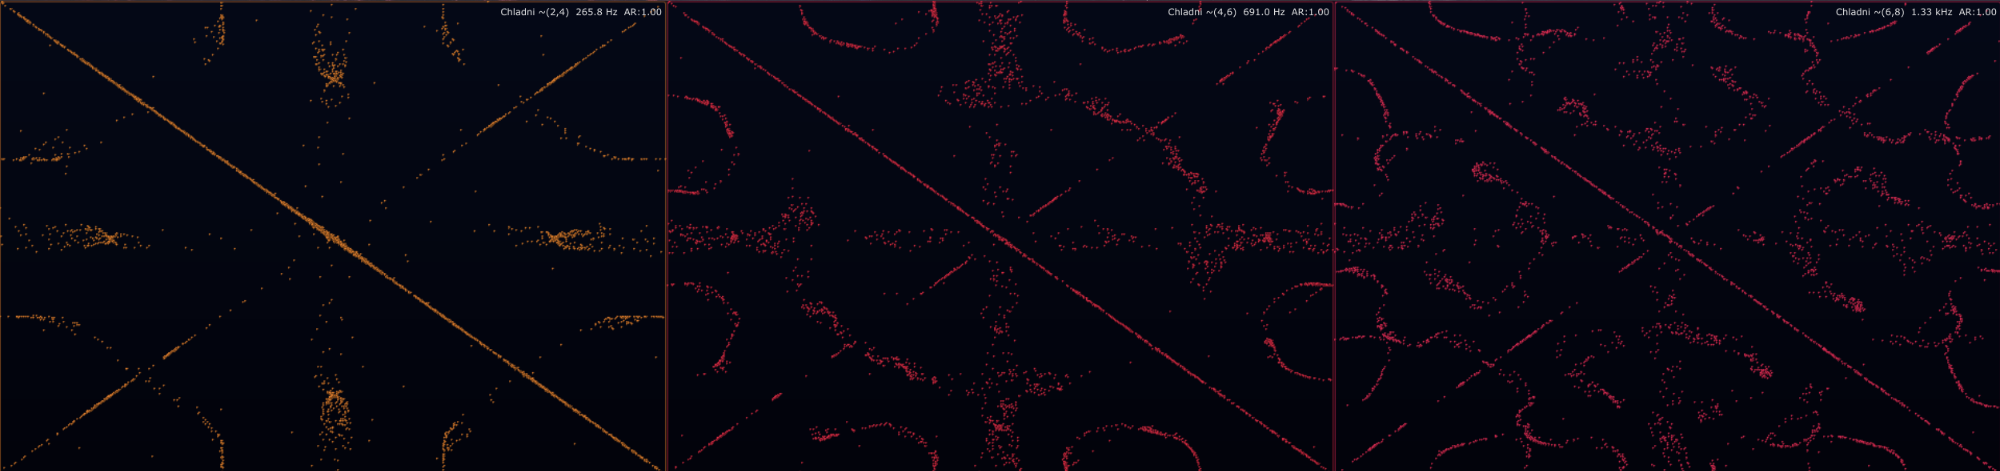 Chladni ~(2,4) 265.8 Hz AR:1.00
Chladni ~(4,6) 691.0 Hz AR:1.00
Chladni ~(6,8) 1.33 kHz AR:1.00